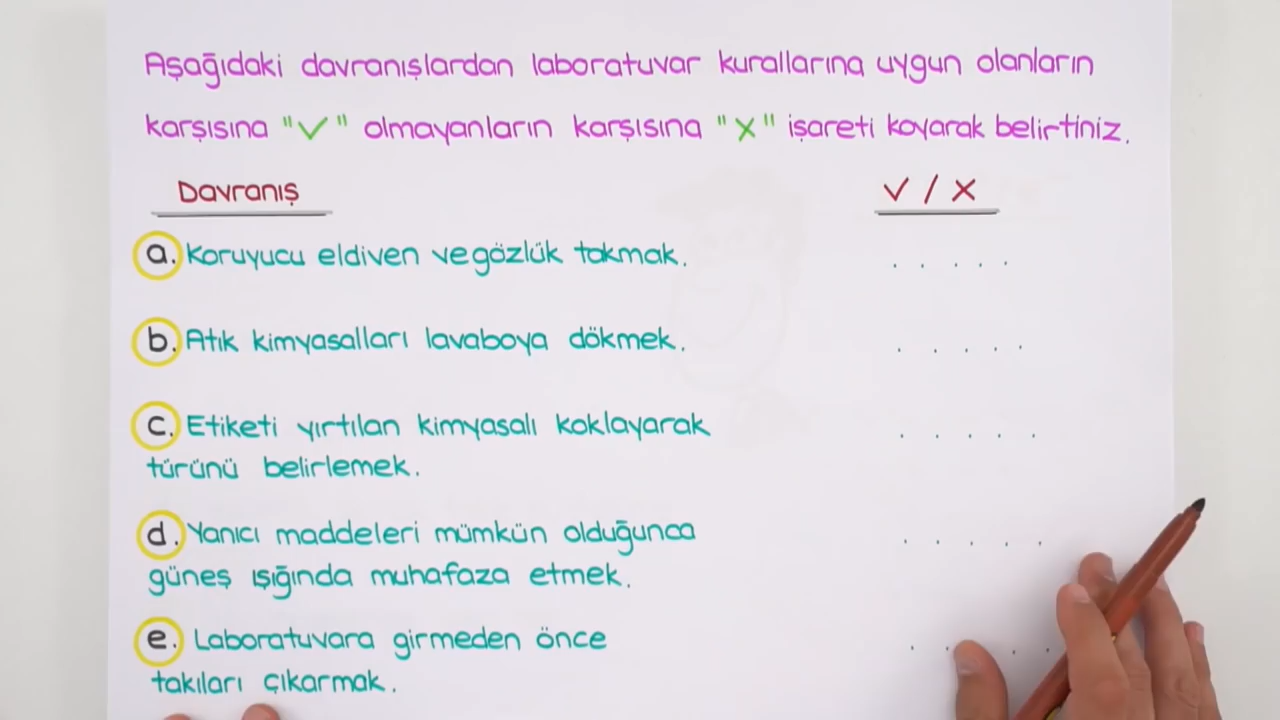 Aşağıdaki davranışlardan laboratuvar kurallarına uygun olanların
karşısına "✓" olmayanların karşısına "X" işareti koyarak belirtiniz.
Davranış ✓ / X
a. Koruyucu eldiven ve gözlük takmak. . . . . .
b. Atık kimyasalları lavaboya dökmek. . . . .
c. Etiketi yırtılan kimyasalı koklayarak . . . . .
türünü belirlemek.
d. Yanıcı maddeleri mümkün olduğunca . . . . .
güneş ışığında muhafaza etmek.
e. Laboratuvara girmeden önce . . . .
takıları çıkarmak.